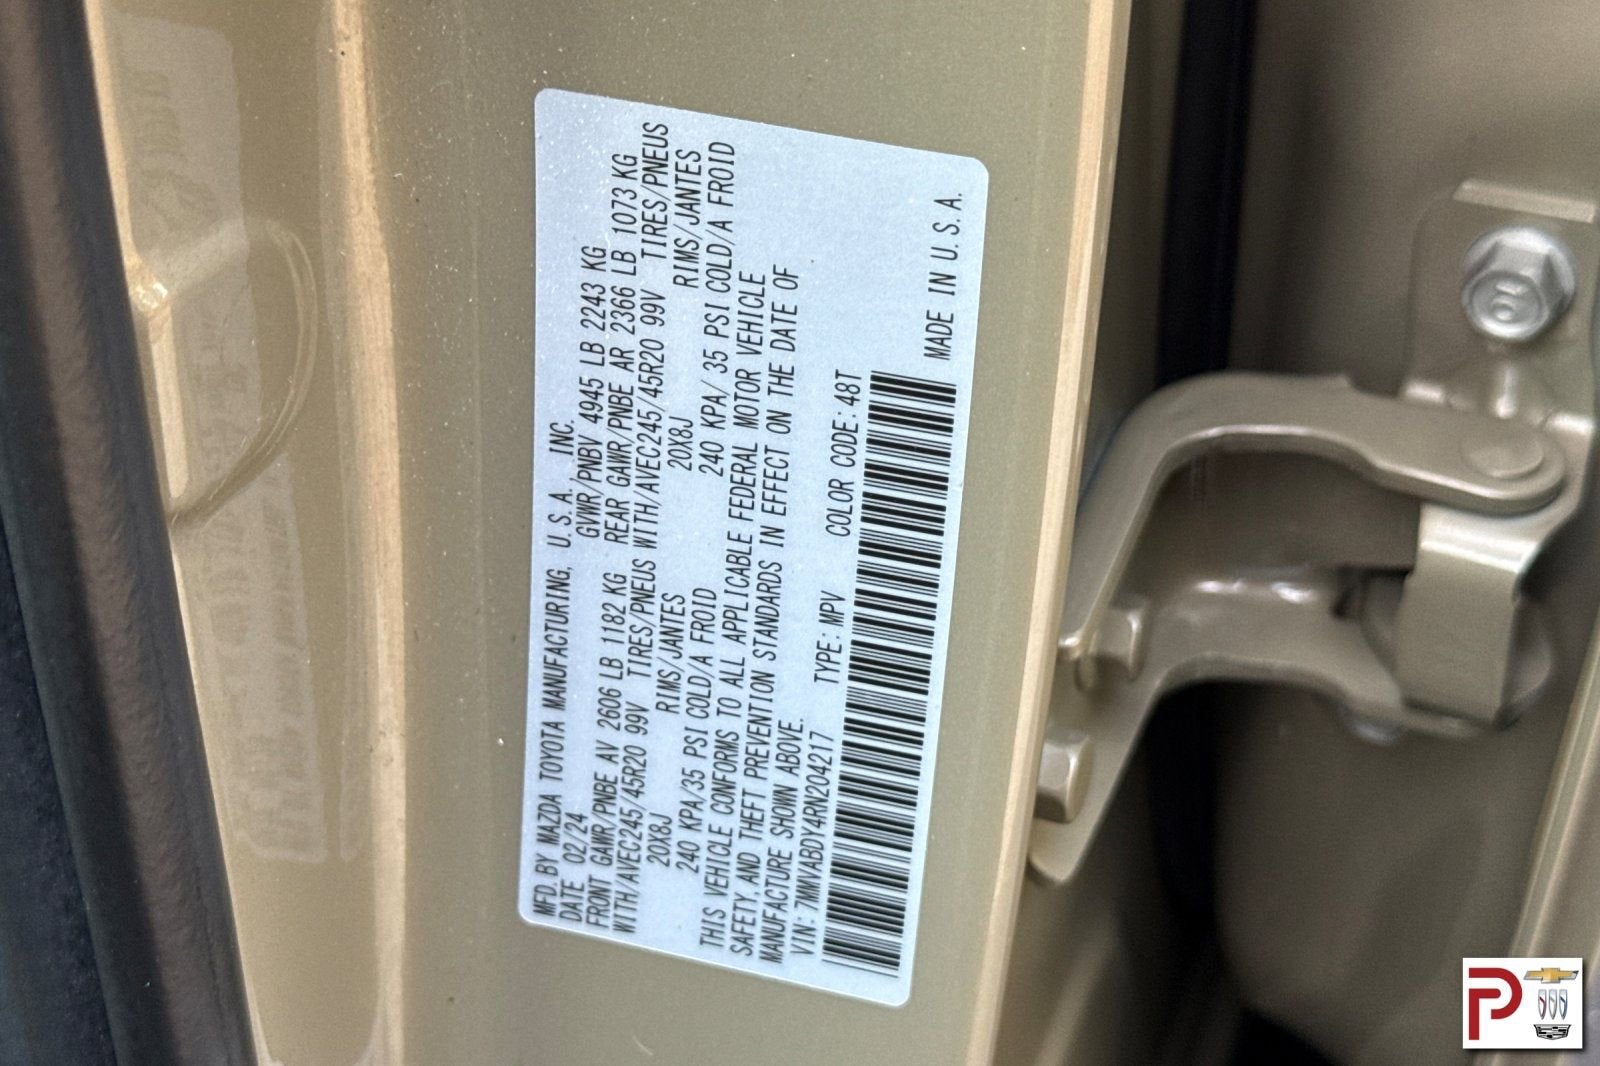 MFD. BY MAZDA TOYOTA MANUFACTURING, U. S. A. INC.
DATE 02/24 GVWR/PNBV 4945 LB 2243 KG
FRONT GAWR/PNBE AV 2606 LB 1182 KG REAR GAWR/PNBE AR 2366 LB 1073 KG
WITH/AVEC245/45R20 99V TIRES/PNEUS WITH/AVEC245/45R20 99V TIRES/PNEUS
20X8J RIMS/JANTES 20X8J RIMS/JANTES
240 KPA/35 PSI COLD/A FROID 240 KPA/ 35 PSI COLD/A FROID
THIS VEHICLE CONFORMS TO ALL APPLICABLE FEDERAL MOTOR VEHICLE
SAFETY, AND THEFT PREVENTION STANDARDS IN EFFECT ON THE DATE OF
MANUFACTURE SHOWN ABOVE.
VIN: 7MMVABDY4RN204217 TYPE: MPV COLOR CODE: 48T
MADE IN U. S. A.
P